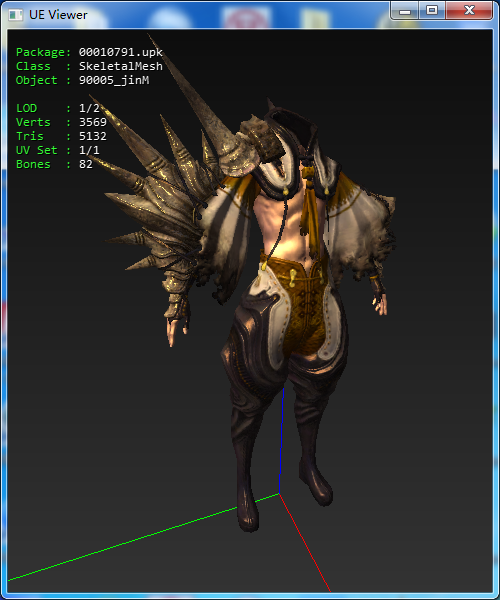 UE Viewer
Package: 00010791.upk
Class : SkeletalMesh
Object : 90005_jinM
LOD : 1/2
Verts : 3569
Tris : 5132
UV Set : 1/1
Bones : 82